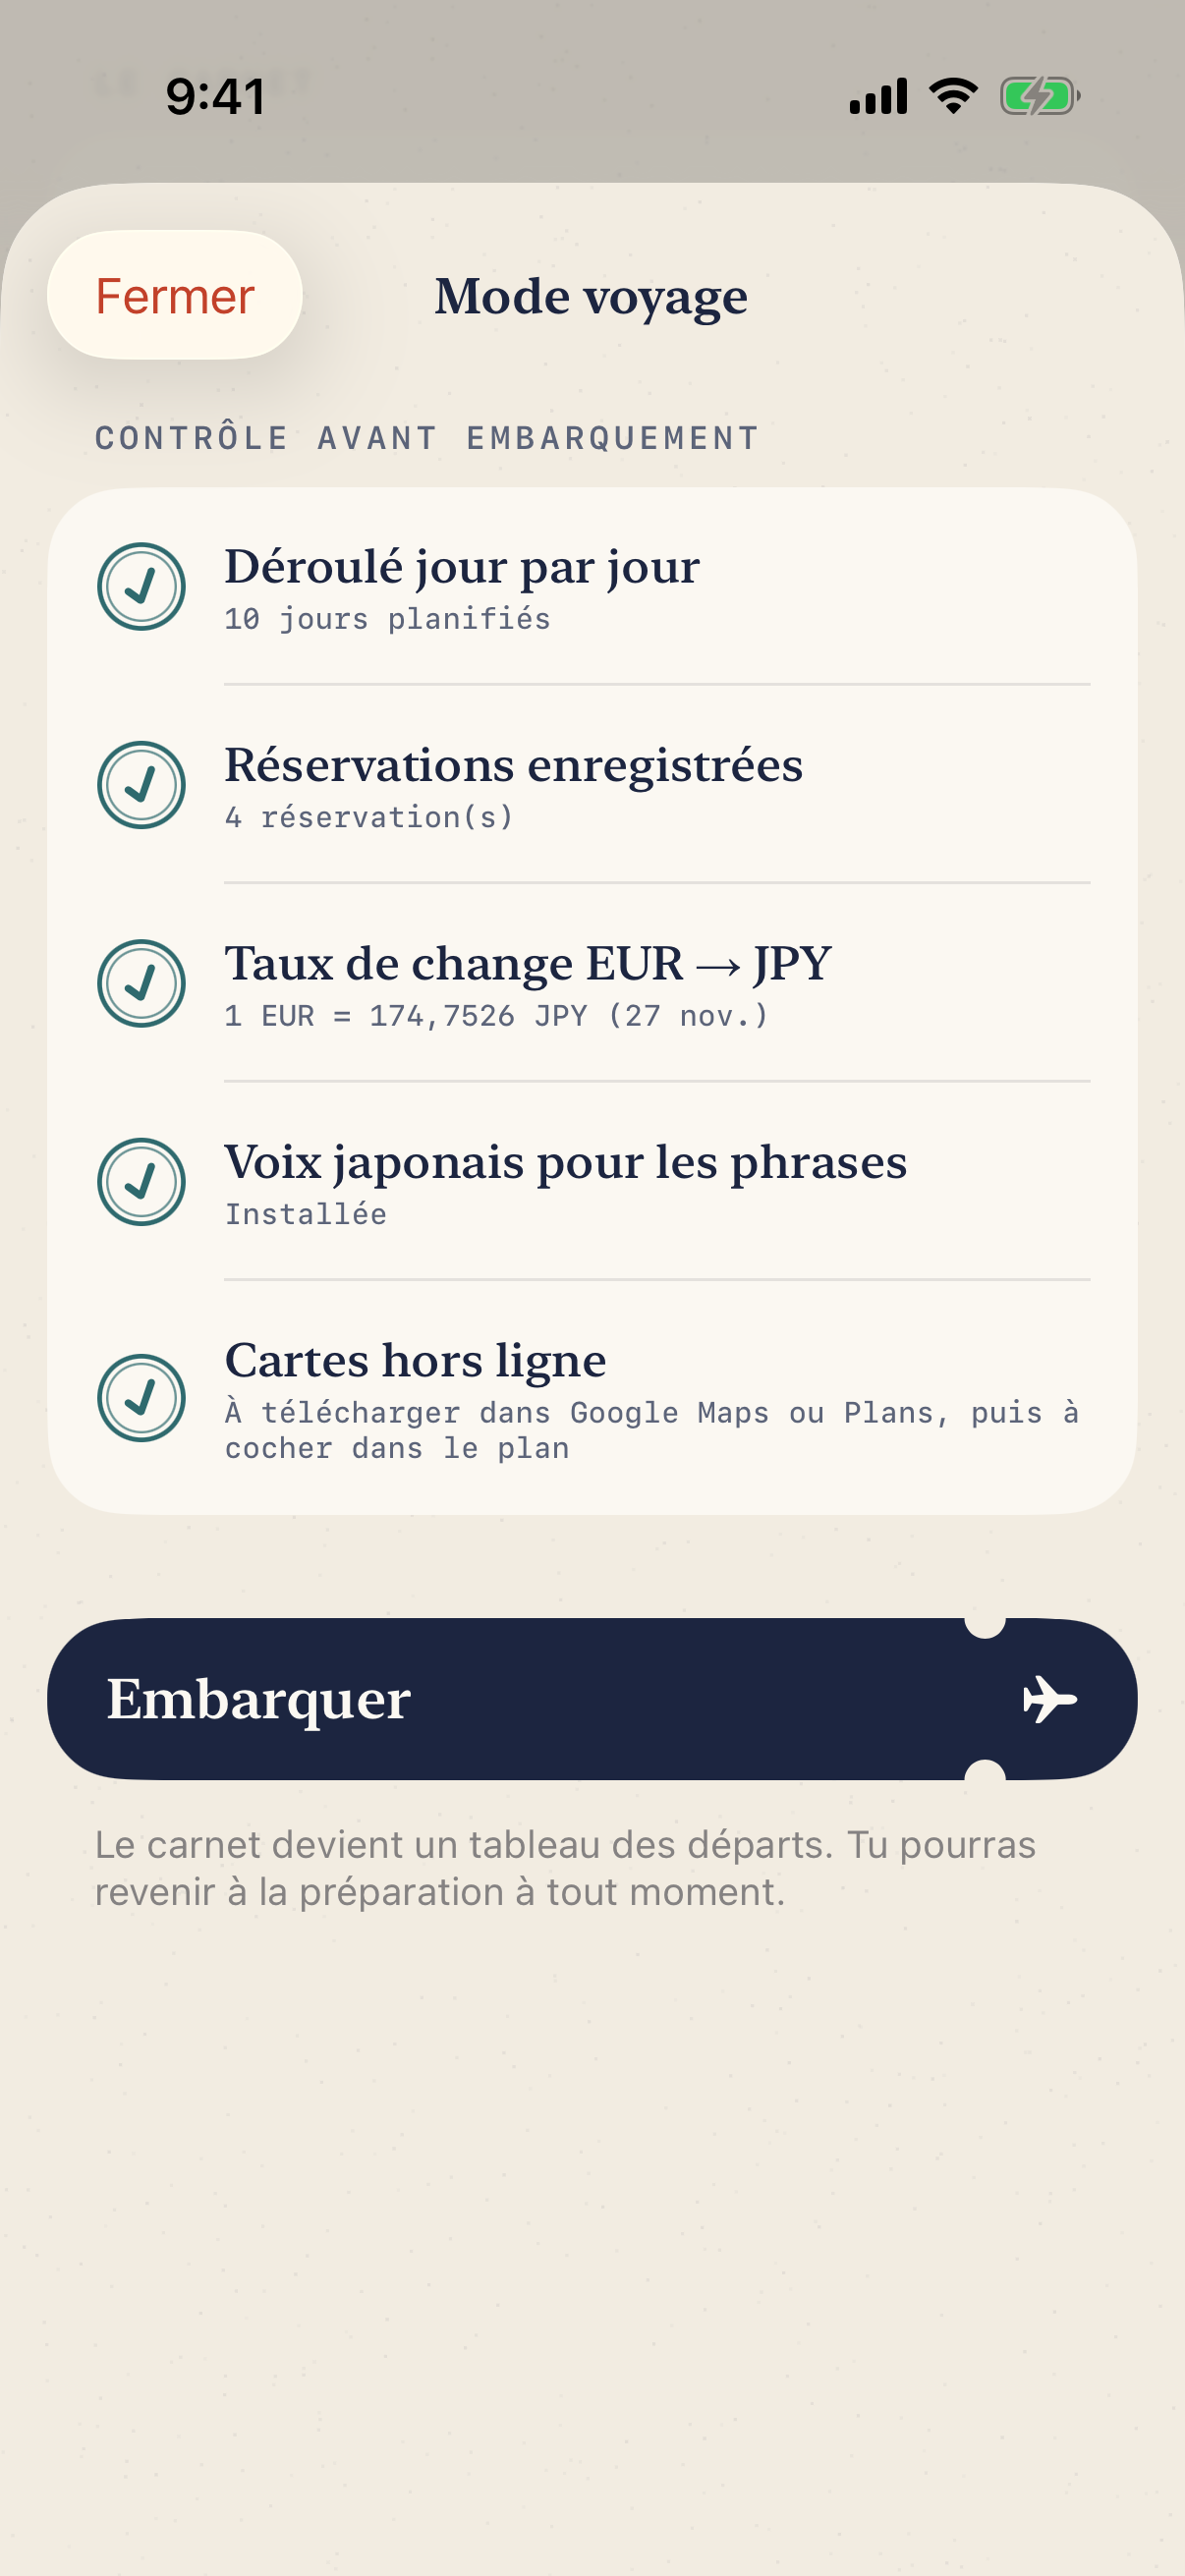 9:41
Fermer
Mode voyage
CONTRÔLE AVANT EMBARQUEMENT
Déroulé jour par jour
10 jours planifiés
Réservations enregistrées
4 réservation(s)
Taux de change EUR → JPY
1 EUR = 174,7526 JPY (27 nov.)
Voix japonais pour les phrases
Installée
Cartes hors ligne
À télécharger dans Google Maps ou Plans, puis à
cocher dans le plan
Embarquer
Le carnet devient un tableau des départs. Tu pourras
revenir à la préparation à tout moment.